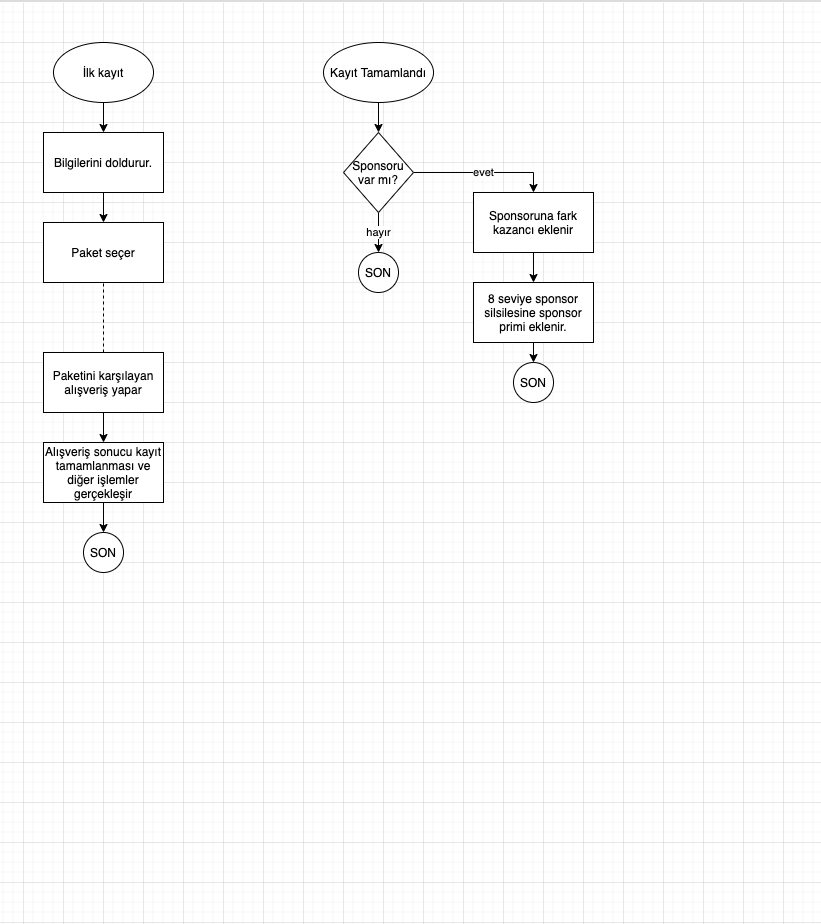 İlk kayıt
Bilgilerini doldurur.
Paket seçer
Paketini karşılayan
alışveriş yapar
Alışveriş sonucu kayıt
tamamlanması ve
diğer işlemler
gerçekleşir
SON
Kayıt Tamamlandı
Sponsoru
var mı?
evet
hayır
SON
Sponsoruna fark
kazancı eklenir
8 seviye sponsor
silsilesine sponsor
primi eklenir.
SON